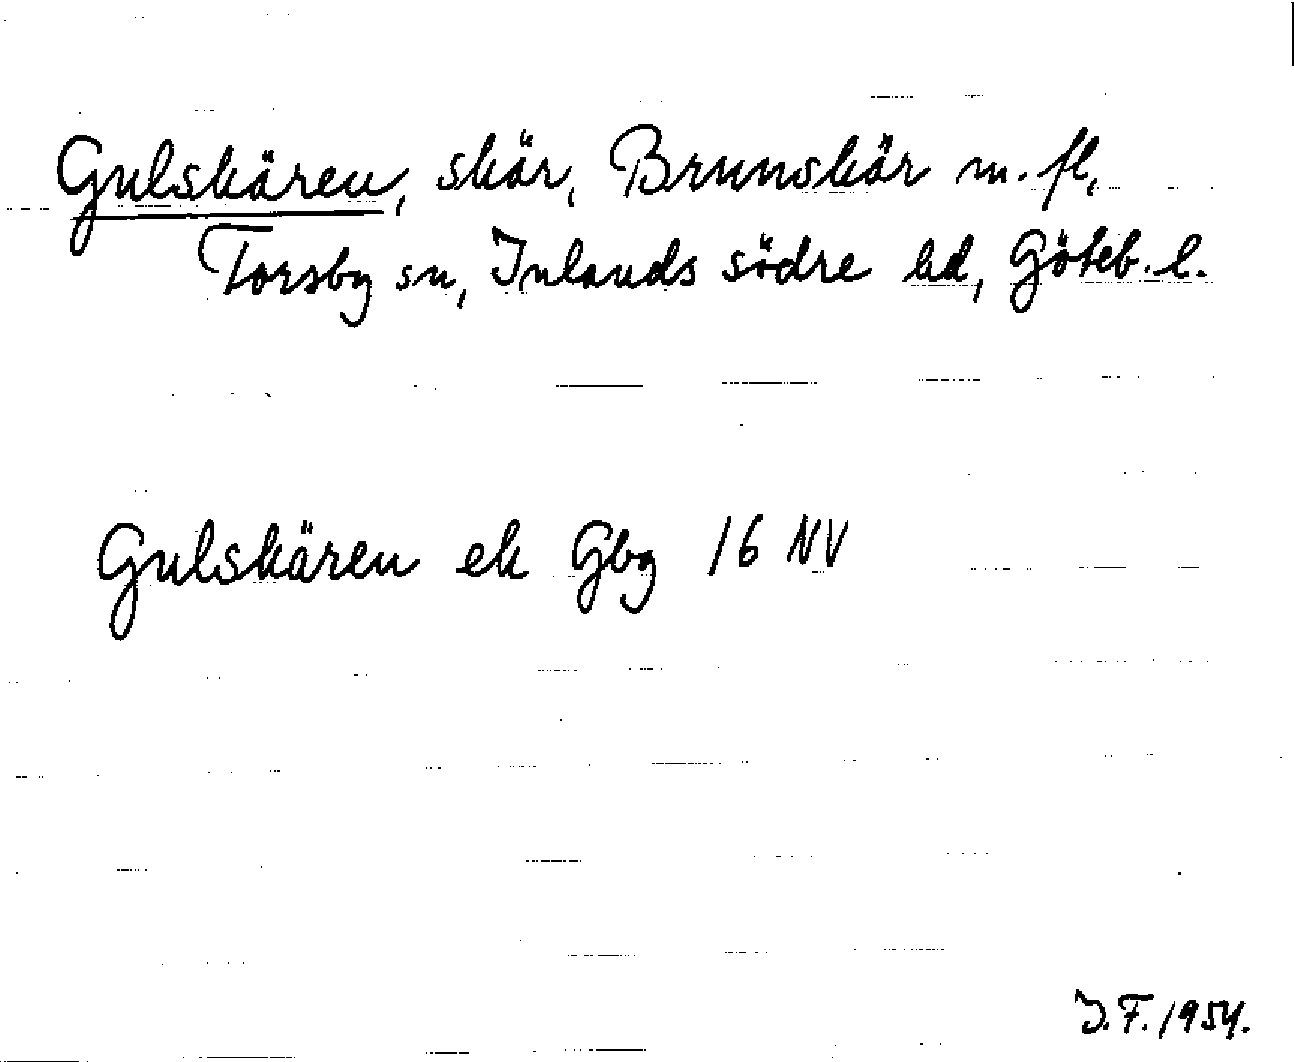 Gulskären, skär, Brunskär m. fl,
Torsby sn, Inlands södre hd, Göteb. l.
Gulskären ek Gbg 16 NV
J.F. 1954.